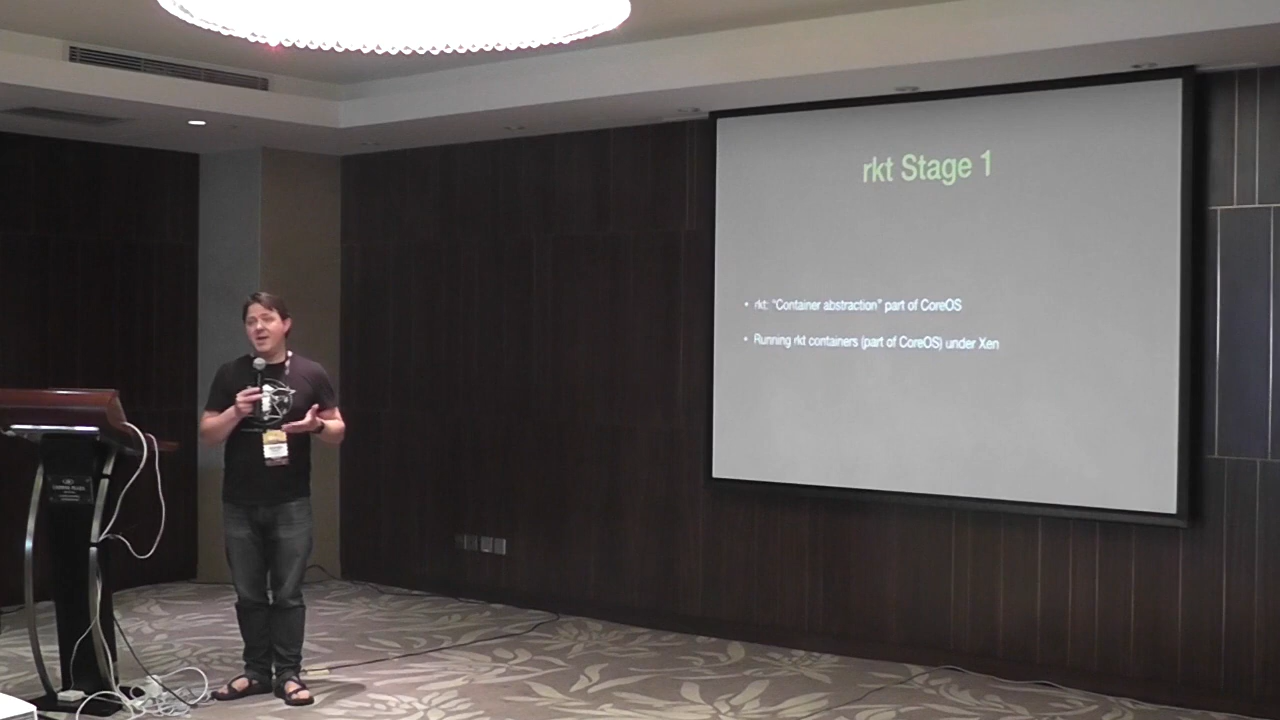 rkt Stage 1
• rkt: "Container abstraction" part of CoreOS
• Running rkt containers (part of CoreOS) under Xen